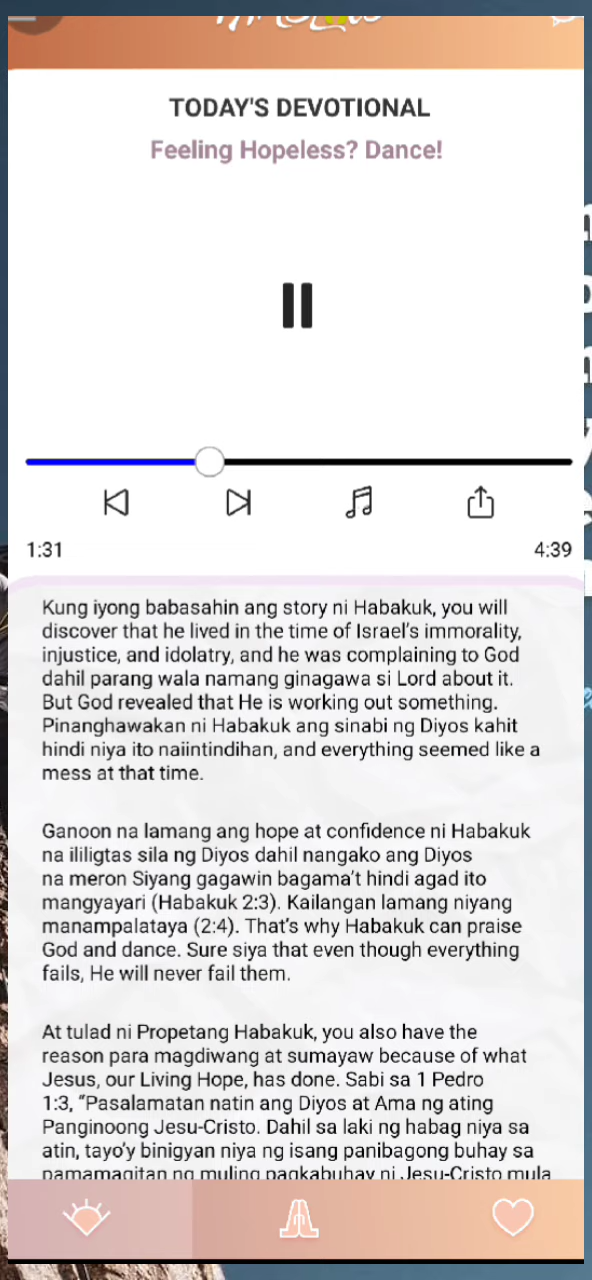 TODAY'S DEVOTIONAL
Feeling Hopeless? Dance!
1:31
4:39
Kung iyong babasahin ang story ni Habakuk, you will
discover that he lived in the time of Israel's immorality,
injustice, and idolatry, and he was complaining to God
dahil parang wala namang ginagawa si Lord about it.
But God revealed that He is working out something.
Pinanghawakan ni Habakuk ang sinabi ng Diyos kahit
hindi niya ito naiintindihan, and everything seemed like a
mess at that time.
Ganoon na lamang ang hope at confidence ni Habakuk
na ililigtas sila ng Diyos dahil nangako ang Diyos
na meron Siyang gagawin bagama't hindi agad ito
mangyayari (Habakuk 2:3). Kailangan lamang niyang
manampalataya (2:4). That's why Habakuk can praise
God and dance. Sure siya that even though everything
fails, He will never fail them.
At tulad ni Propetang Habakuk, you also have the
reason para magdiwang at sumayaw because of what
Jesus, our Living Hope, has done. Sabi sa 1 Pedro
1:3, “Pasalamatan natin ang Diyos at Ama ng ating
Panginoong Jesu-Cristo. Dahil sa laki ng habag niya sa
atin, tayo'y binigyan niya ng isang panibagong buhay sa
pamamagitan ng muling pagkabuhay ni Jesu-Cristo mula